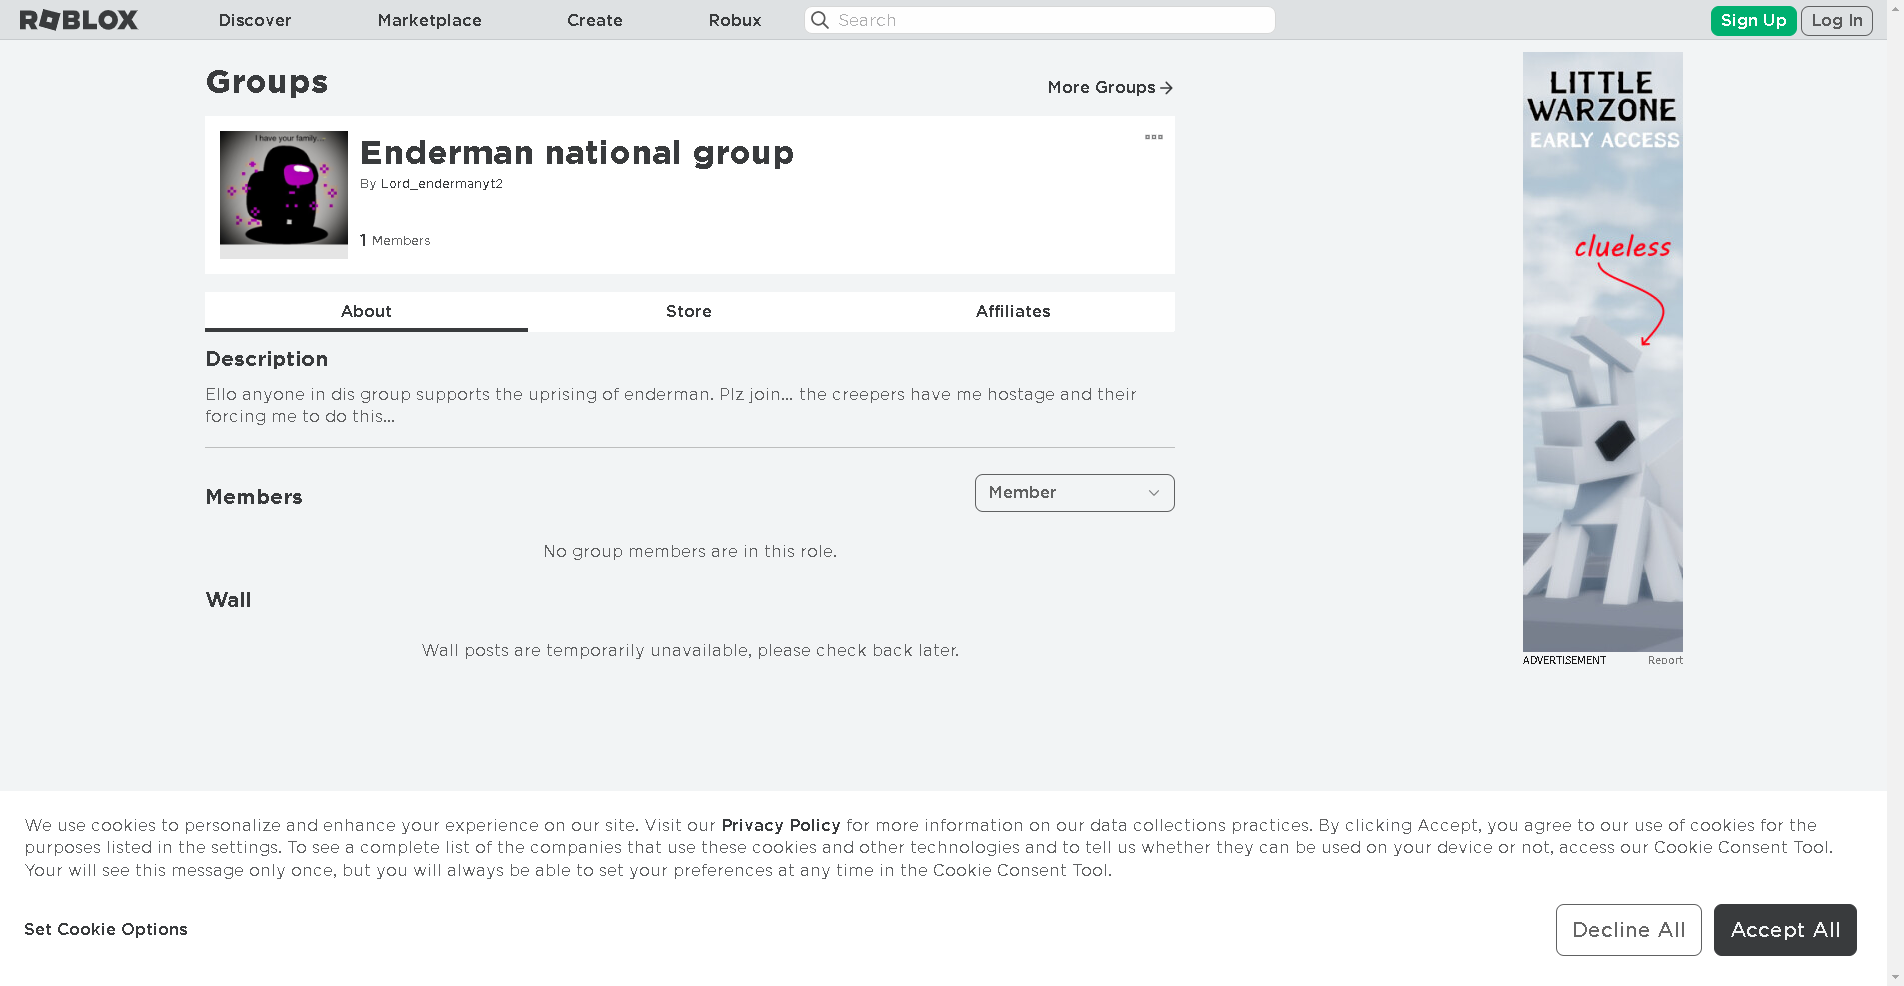 ROBLOX Discover Marketplace Create Robux Search Sign Up Log In
Groups
More Groups
I have your family...
Enderman national group
By Lord_endermanyt2
1 Members
About Store Affiliates
Description
Ello anyone in dis group supports the uprising of enderman. Plz join... the creepers have me hostage and their
forcing me to do this...
Members
Member
No group members are in this role.
Wall
Wall posts are temporarily unavailable, please check back later.
LITTLE
WARZONE
EARLY ACCESS
clueless
ADVERTISEMENT Report
We use cookies to personalize and enhance your experience on our site. Visit our Privacy Policy for more information on our data collections practices. By clicking Accept, you agree to our use of cookies for the
purposes listed in the settings. To see a complete list of the companies that use these cookies and other technologies and to tell us whether they can be used on your device or not, access our Cookie Consent Tool.
Your will see this message only once, but you will always be able to set your preferences at any time in the Cookie Consent Tool.
Set Cookie Options
Decline All
Accept All